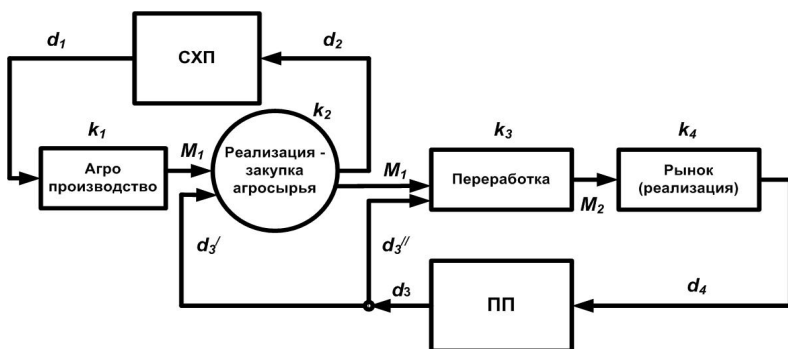 d₁
СХП
d₂
k₁
k₂
k₃
k₄
Агро
производство
M₁
Реализация -
закупка
агросырья
M₁
Переработка
M₂
Рынок
(реализация)
d₃/
d₃//
d₃
ПП
d₄